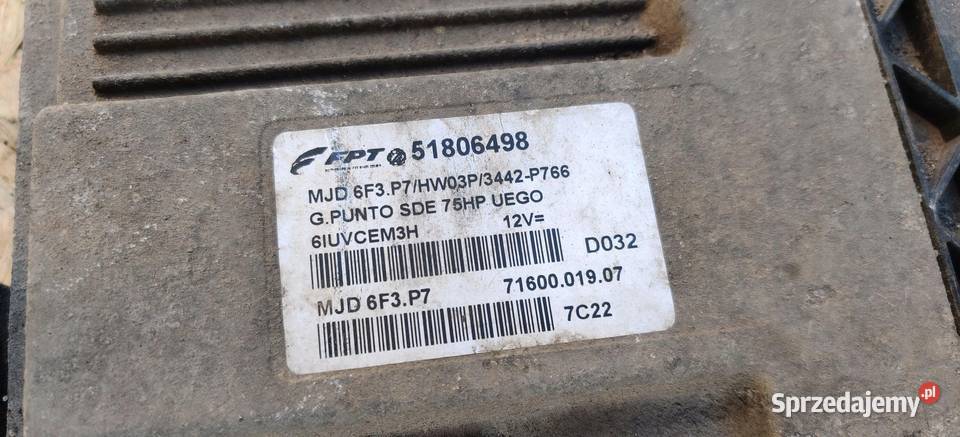 FPT 51806498
MJD 6F3.P7/HW03P/3442-P766
G.PUNTO SDE 75HP UEGO
6IUVCEM3H 12V=
D032
MJD 6F3.P7 71600.019.07
7C22
Sprzedajemy.pl